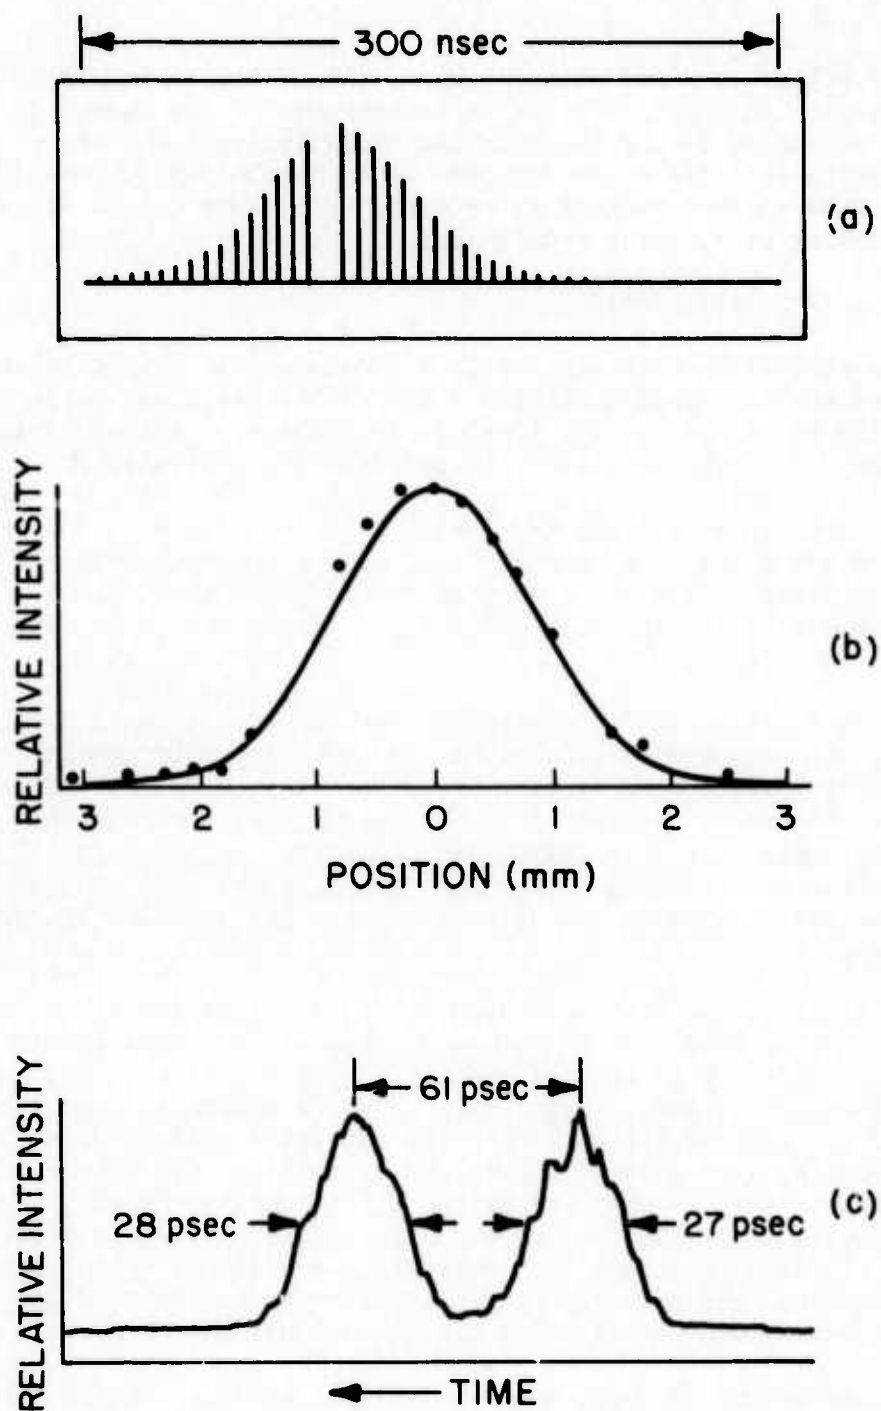 300 nsec
(a)
RELATIVE INTENSITY
(b)
3 2 1 0 1 2 3
POSITION (mm)
RELATIVE INTENSITY
61 psec
28 psec
27 psec
(c)
TIME